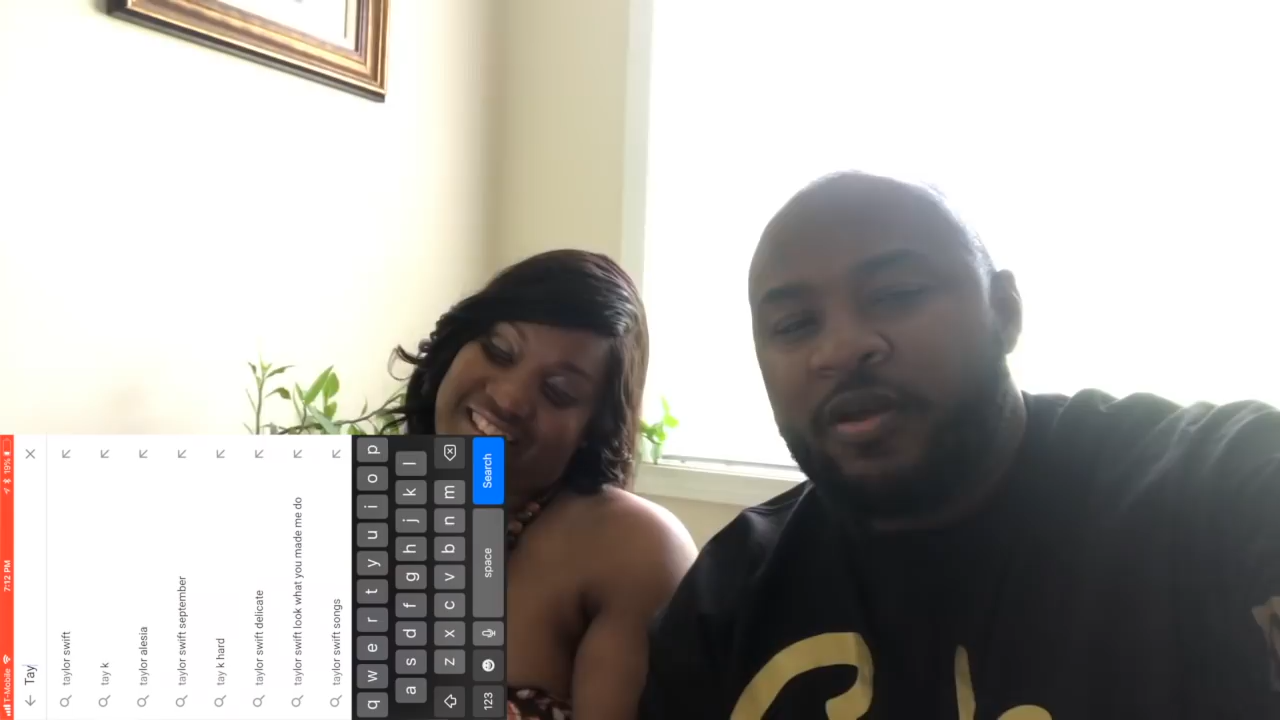 T-Mobile 7:12 PM 19%
Tay
taylor swift
tay k
taylor alesia
taylor swift september
tay k hard
taylor swift delicate
taylor swift look what you made me do
taylor swift songs
q w e r t y u i o p
a s d f g h j k l
z x c v b n m
123 space Search